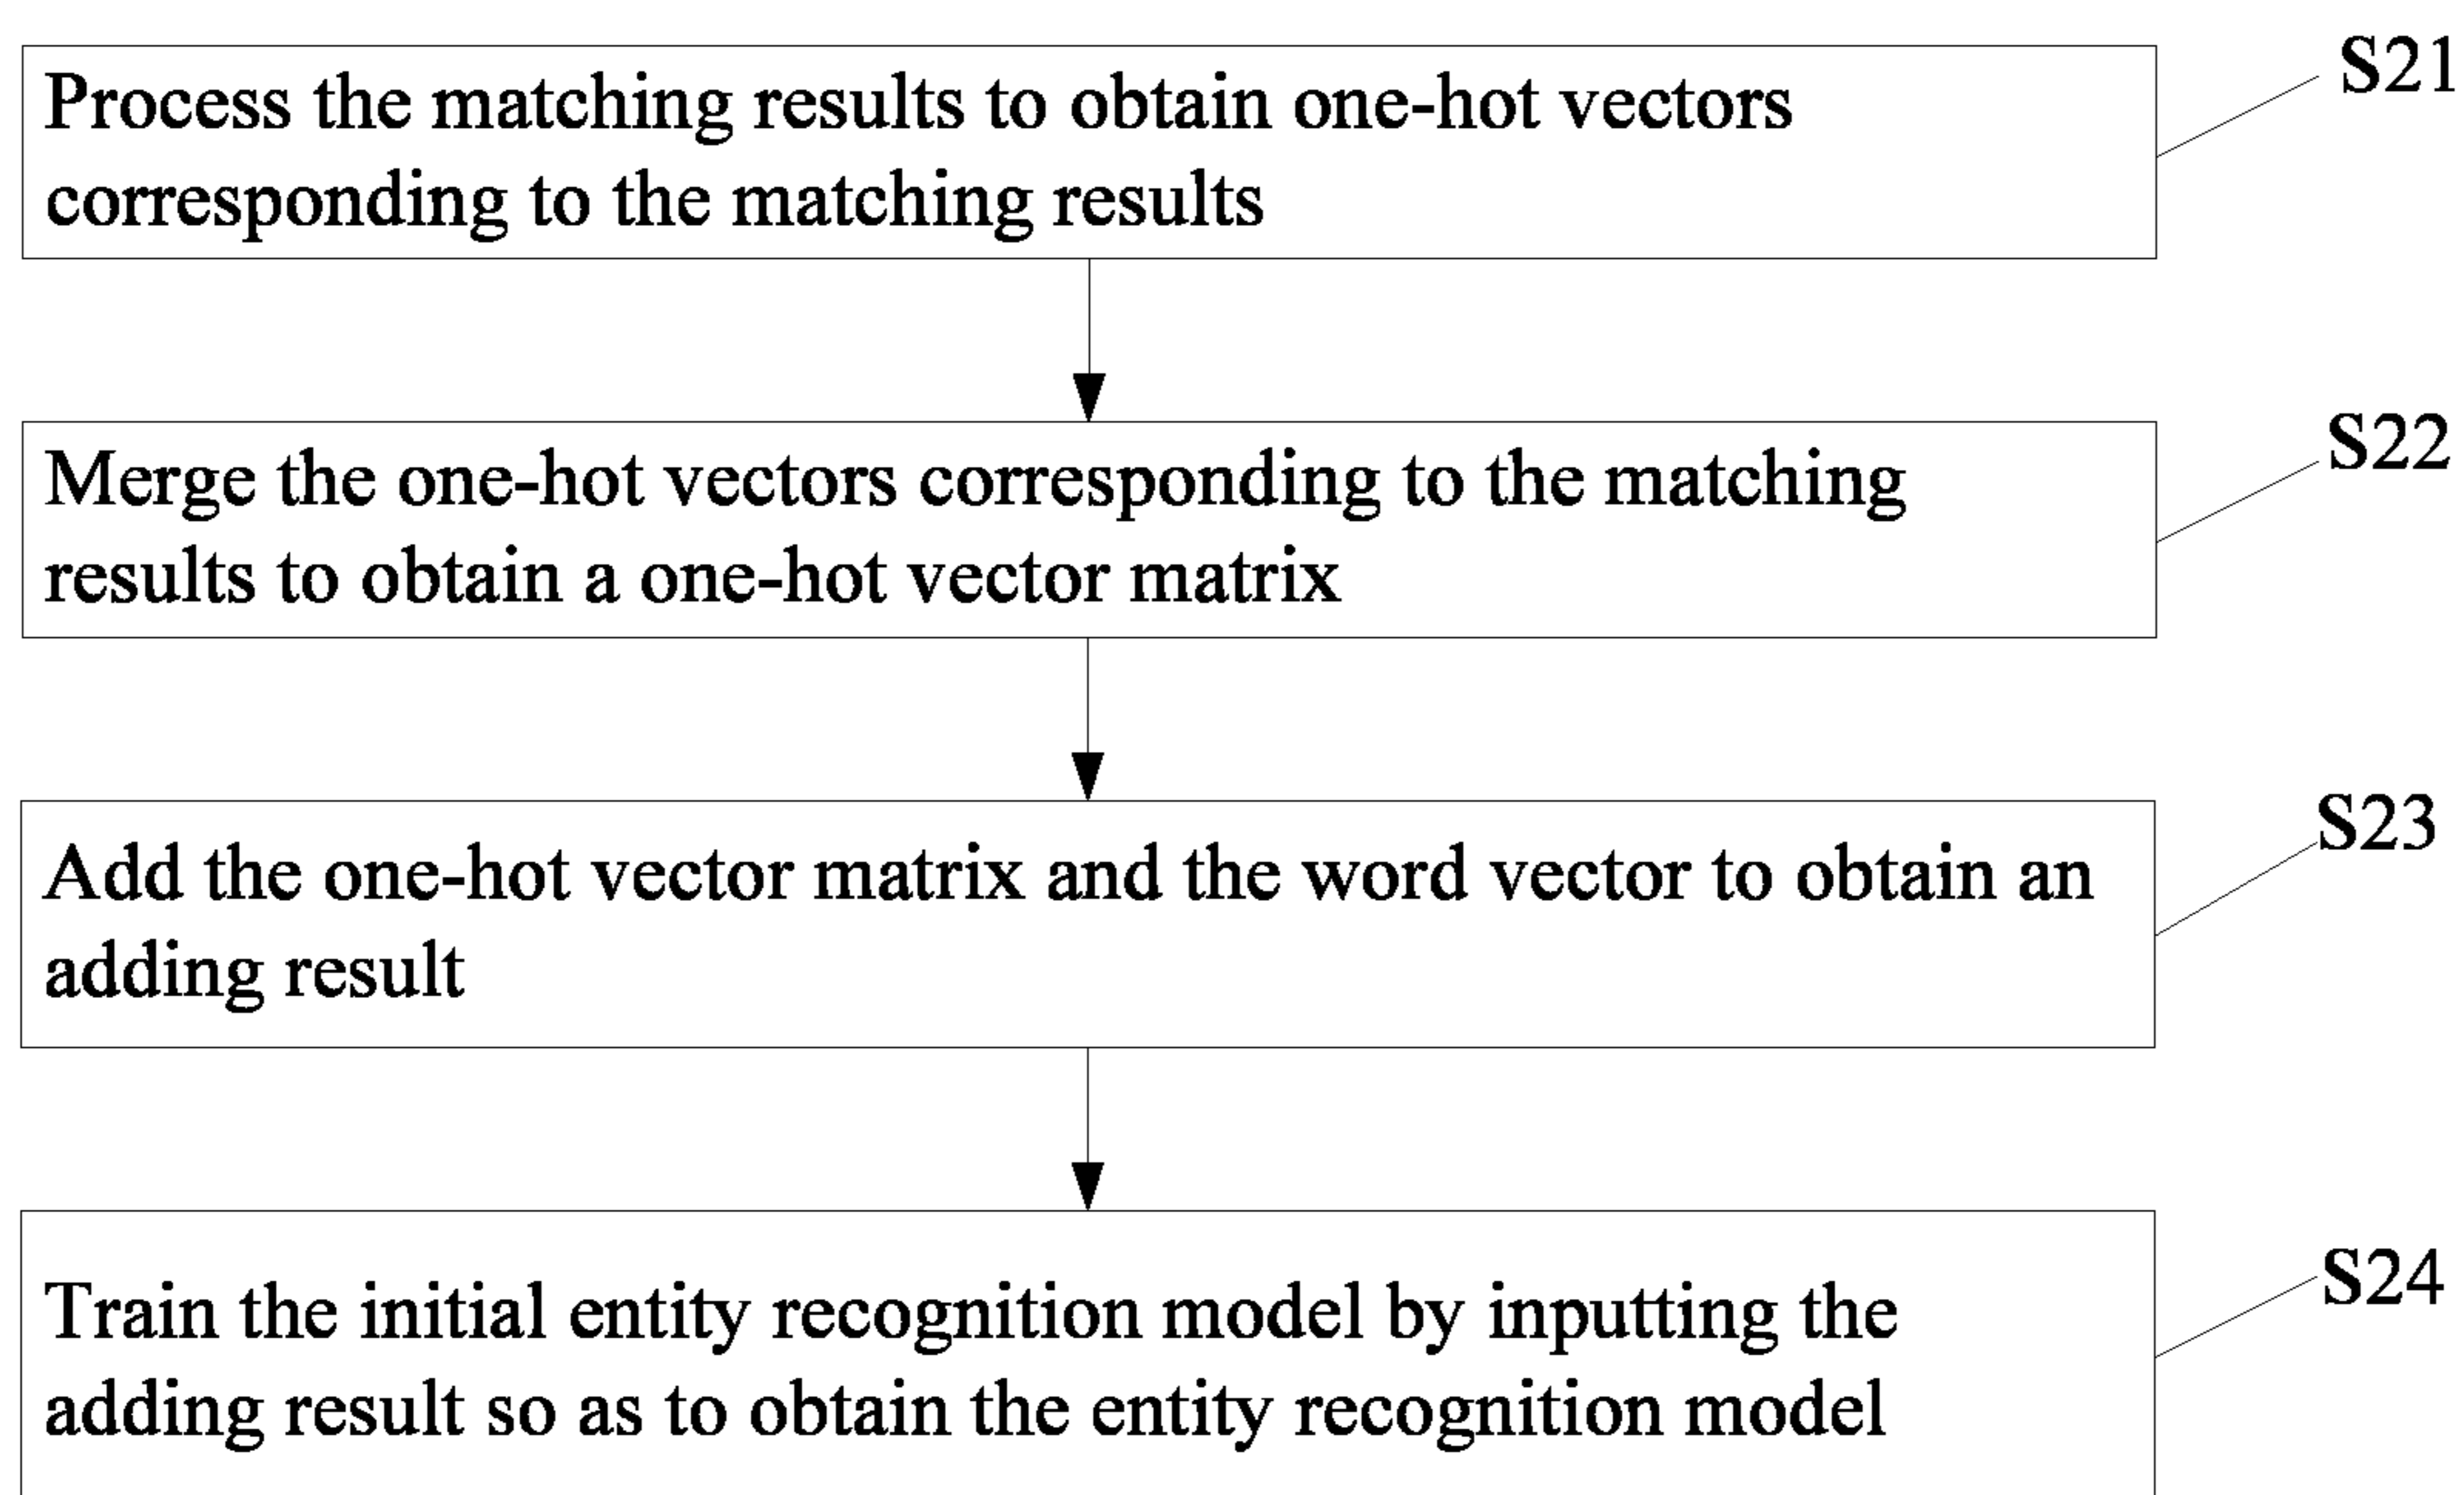 Process the matching results to obtain one-hot vectors
corresponding to the matching results
S21
Merge the one-hot vectors corresponding to the matching
results to obtain a one-hot vector matrix
S22
Add the one-hot vector matrix and the word vector to obtain an
adding result
S23
Train the initial entity recognition model by inputting the
adding result so as to obtain the entity recognition model
S24